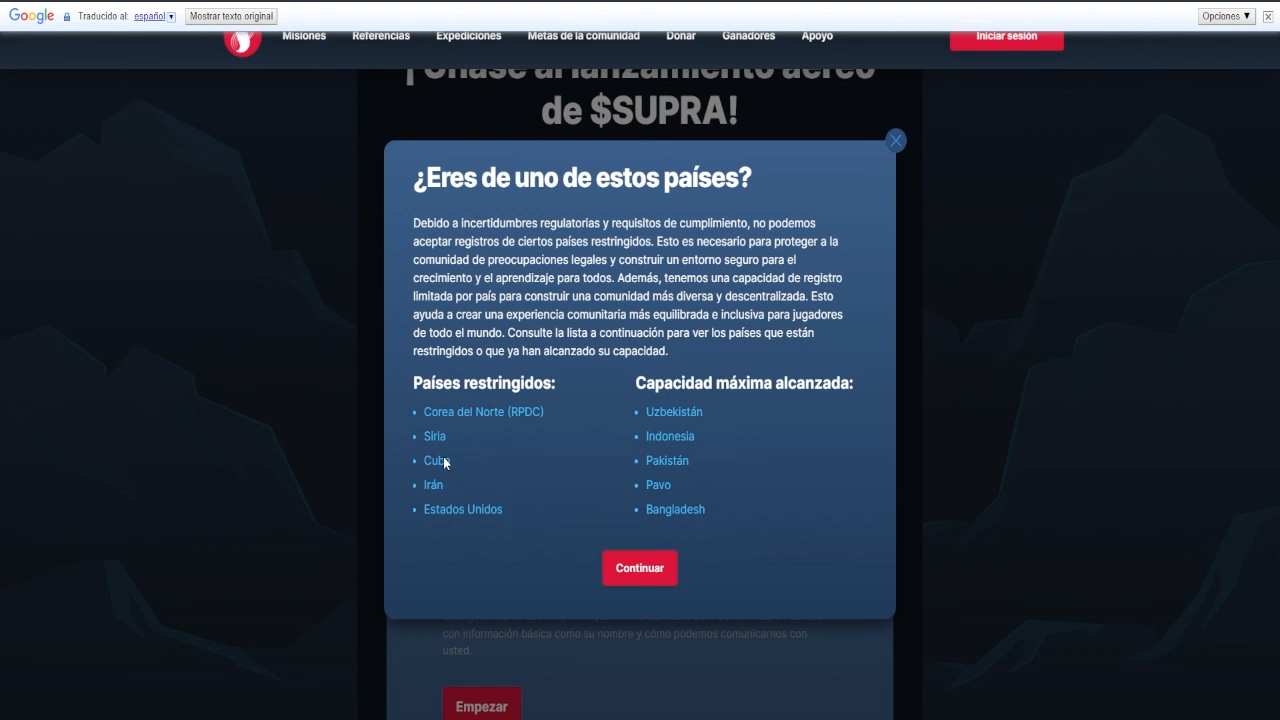 Google Traducido al: español Mostrar texto original Opciones ▼
Misiones Referencias Expediciones Metas de la comunidad Donar Ganadores Apoyo Iniciar sesión
¡Únase al lanzamiento aéreo
de $SUPRA!
¿Eres de uno de estos países?
Debido a incertidumbres regulatorias y requisitos de cumplimiento, no podemos
aceptar registros de ciertos países restringidos. Esto es necesario para proteger a la
comunidad de preocupaciones legales y construir un entorno seguro para el
crecimiento y el aprendizaje para todos. Además, tenemos una capacidad de registro
limitada por país para construir una comunidad más diversa y descentralizada. Esto
ayuda a crear una experiencia comunitaria más equilibrada e inclusiva para jugadores
de todo el mundo. Consulte la lista a continuación para ver los países que están
restringidos o que ya han alcanzado su capacidad.
Países restringidos:
• Corea del Norte (RPDC)
• Siria
• Cuba
• Irán
• Estados Unidos
Capacidad máxima alcanzada:
• Uzbekistán
• Indonesia
• Pakistán
• Pavo
• Bangladesh
Continuar
con información básica como su nombre y cómo podemos comunicarnos con
usted.
Empezar